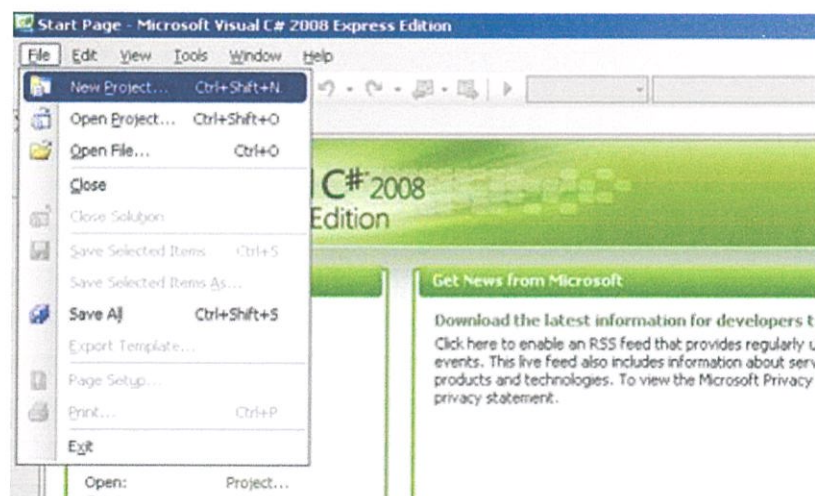 Start Page - Microsoft Visual C# 2008 Express Edition
File Edit View Tools Window Help
New Project... Ctrl+Shift+N
Open Project... Ctrl+Shift+O
Open File... Ctrl+O
Close
Close Solution
Save Selected Items Ctrl+S
Save Selected Items As...
Save All Ctrl+Shift+S
Export Template...
Page Setup...
Print... Ctrl+P
Exit
C# 2008
Edition
Get News from Microsoft
Download the latest information for developers
Click here to enable an RSS feed that provides regularly
events. This live feed also includes information about
products and technologies. To view the Microsoft Privacy
privacy statement.
Open: Project...